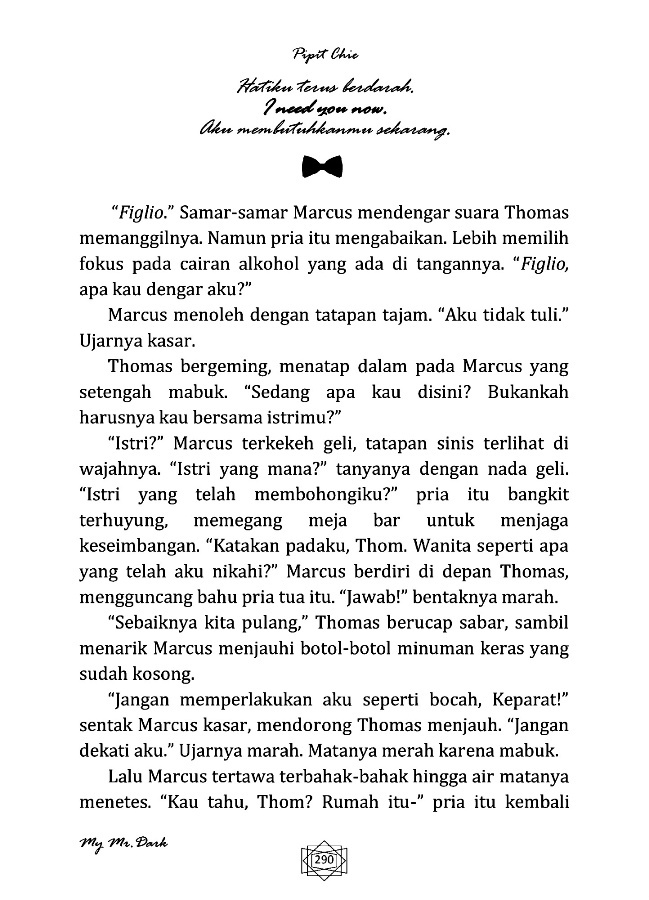 Pipit Chie
Hatiku terus berdarah.
I need you now.
Aku membutuhkanmu sekarang.
“Figlio.” Samar-samar Marcus mendengar suara Thomas
memanggilnya. Namun pria itu mengabaikan. Lebih memilih
fokus pada cairan alkohol yang ada di tangannya. “Figlio,
apa kau dengar aku?”
Marcus menoleh dengan tatapan tajam. “Aku tidak tuli.”
Ujarnya kasar.
Thomas bergeming, menatap dalam pada Marcus yang
setengah mabuk. “Sedang apa kau disini? Bukankah
harusnya kau bersama istrimu?”
“Istri?” Marcus terkekeh geli, tatapan sinis terlihat di
wajahnya. “Istri yang mana?” tanyanya dengan nada geli.
“Istri yang telah membohongiku?” pria itu bangkit
terhuyung, memegang meja bar untuk menjaga
keseimbangan. “Katakan padaku, Thom. Wanita seperti apa
yang telah aku nikahi?” Marcus berdiri di depan Thomas,
mengguncang bahu pria tua itu. “Jawab!” bentaknya marah.
“Sebaiknya kita pulang,” Thomas berucap sabar, sambil
menarik Marcus menjauhi botol-botol minuman keras yang
sudah kosong.
“Jangan memperlakukan aku seperti bocah, Keparat!”
sentak Marcus kasar, mendorong Thomas menjauh. “Jangan
dekati aku.” Ujarnya marah. Matanya merah karena mabuk.
Lalu Marcus tertawa terbahak-bahak hingga air matanya
menetes. “Kau tahu, Thom? Rumah itu-” pria itu kembali
My Mr. Dark
290